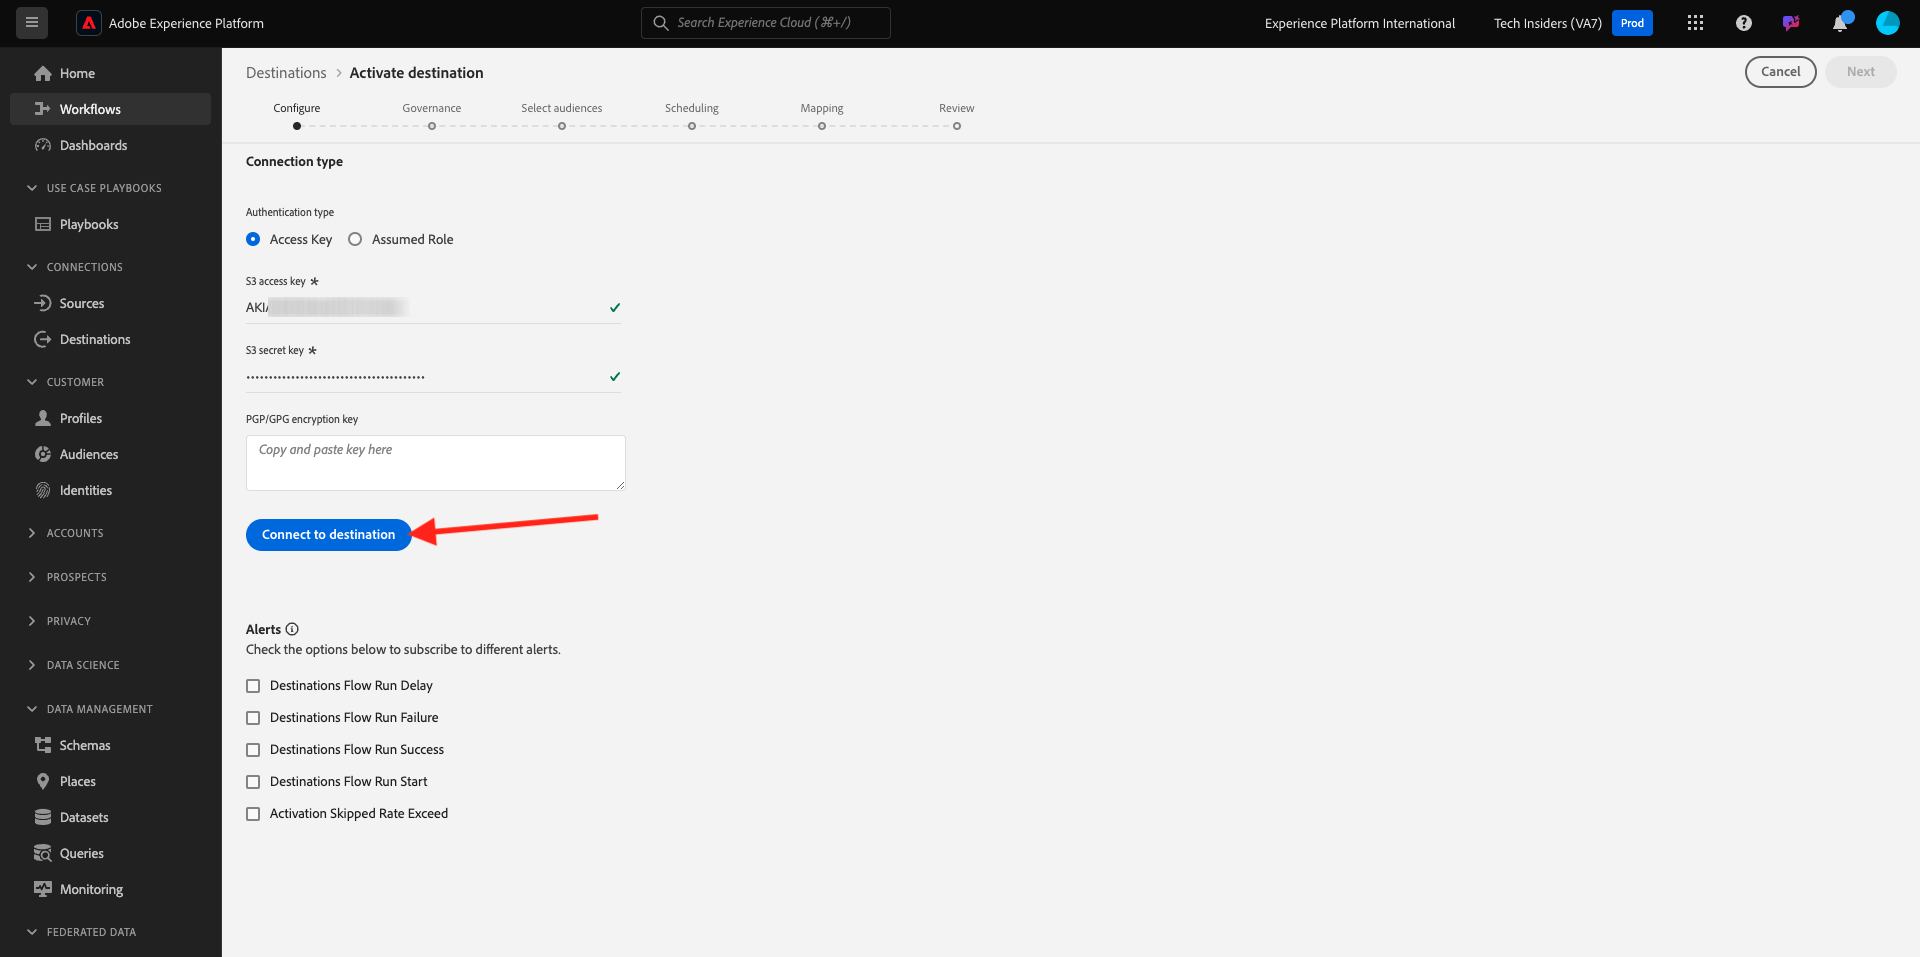 Adobe Experience Platform
Search Experience Cloud (⌘+/)
Experience Platform International
Tech Insiders (VA7)
Prod
Home
Workflows
Dashboards
USE CASE PLAYBOOKS
Playbooks
CONNECTIONS
Sources
Destinations
CUSTOMER
Profiles
Audiences
Identities
ACCOUNTS
PROSPECTS
PRIVACY
DATA SCIENCE
DATA MANAGEMENT
Schemas
Places
Datasets
Queries
Monitoring
FEDERATED DATA
Destinations > Activate destination
Cancel
Next
Configure
Governance
Select audiences
Scheduling
Mapping
Review
Connection type
Authentication type
Access Key
Assumed Role
S3 access key *
AKIA
S3 secret key *
PGP/GPG encryption key
Copy and paste key here
Connect to destination
Alerts
Check the options below to subscribe to different alerts.
Destinations Flow Run Delay
Destinations Flow Run Failure
Destinations Flow Run Success
Destinations Flow Run Start
Activation Skipped Rate Exceed